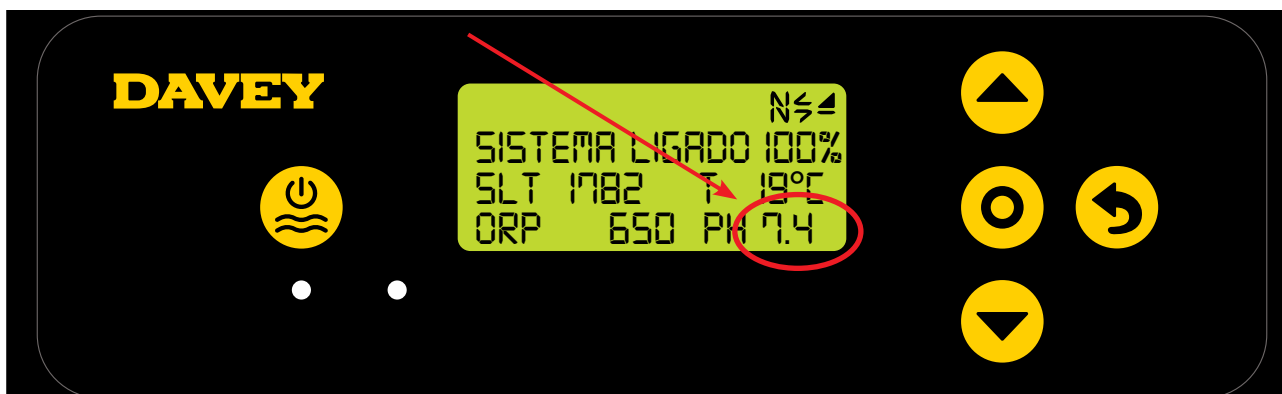 DAVEY
N
SISTEMA LIGADO 100%
SLT 1782 T 19°C
ORP 650 PH 7.4